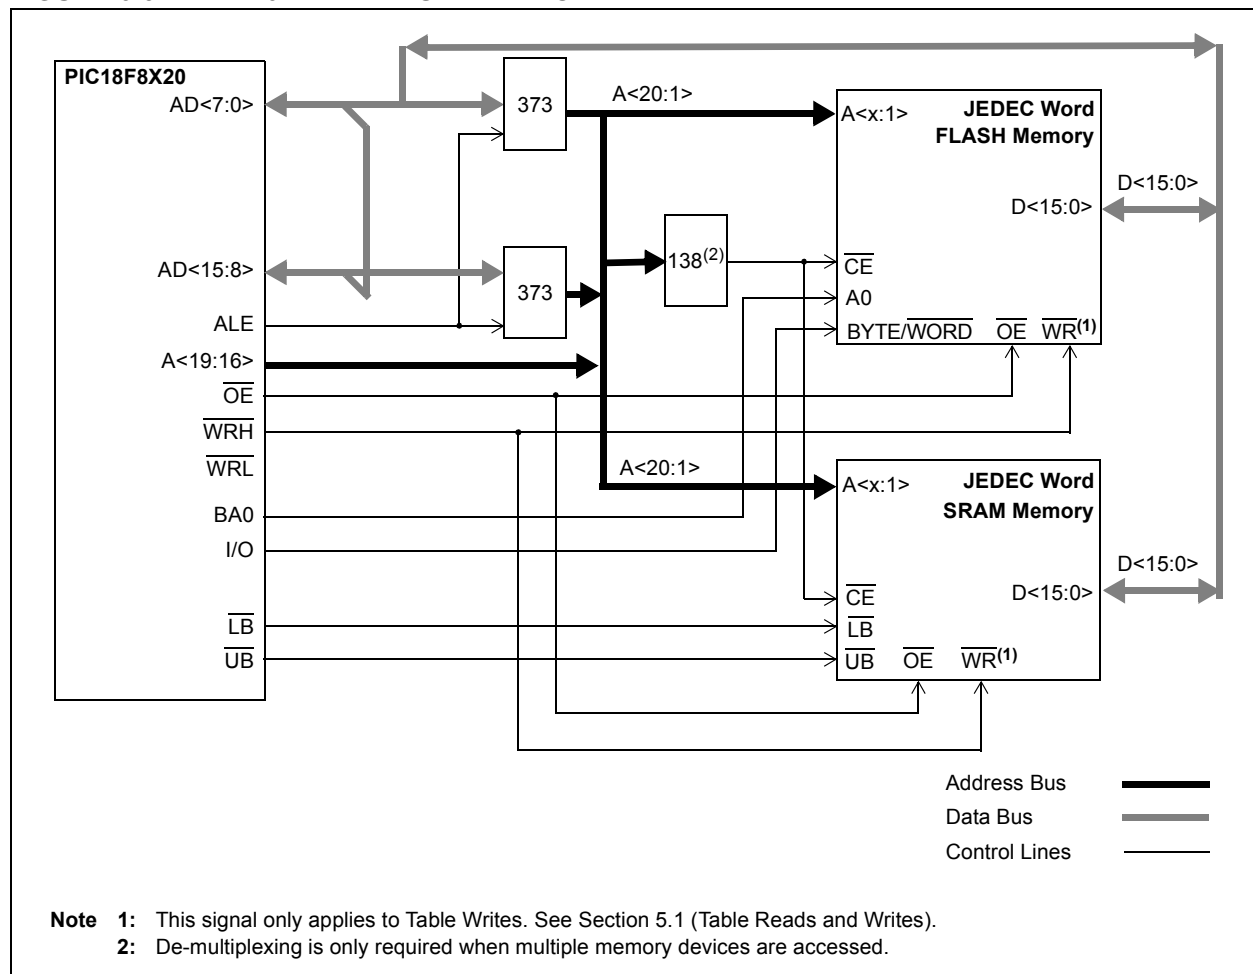 PIC18F8X20
AD<7:0>
AD<15:8>
ALE
A<19:16>
OE
WRH
WRL
BA0
I/O
LB
UB
373
373
138(2)
A<20:1>
A<20:1>
A<x:1>
JEDEC Word
FLASH Memory
D<15:0>
D<15:0>
CE
A0
BYTE/WORD OE WR(1)
A<x:1>
JEDEC Word
SRAM Memory
D<15:0>
D<15:0>
CE
LB
UB OE WR(1)
Address Bus
Data Bus
Control Lines
Note 1: This signal only applies to Table Writes. See Section 5.1 (Table Reads and Writes).
2: De-multiplexing is only required when multiple memory devices are accessed.